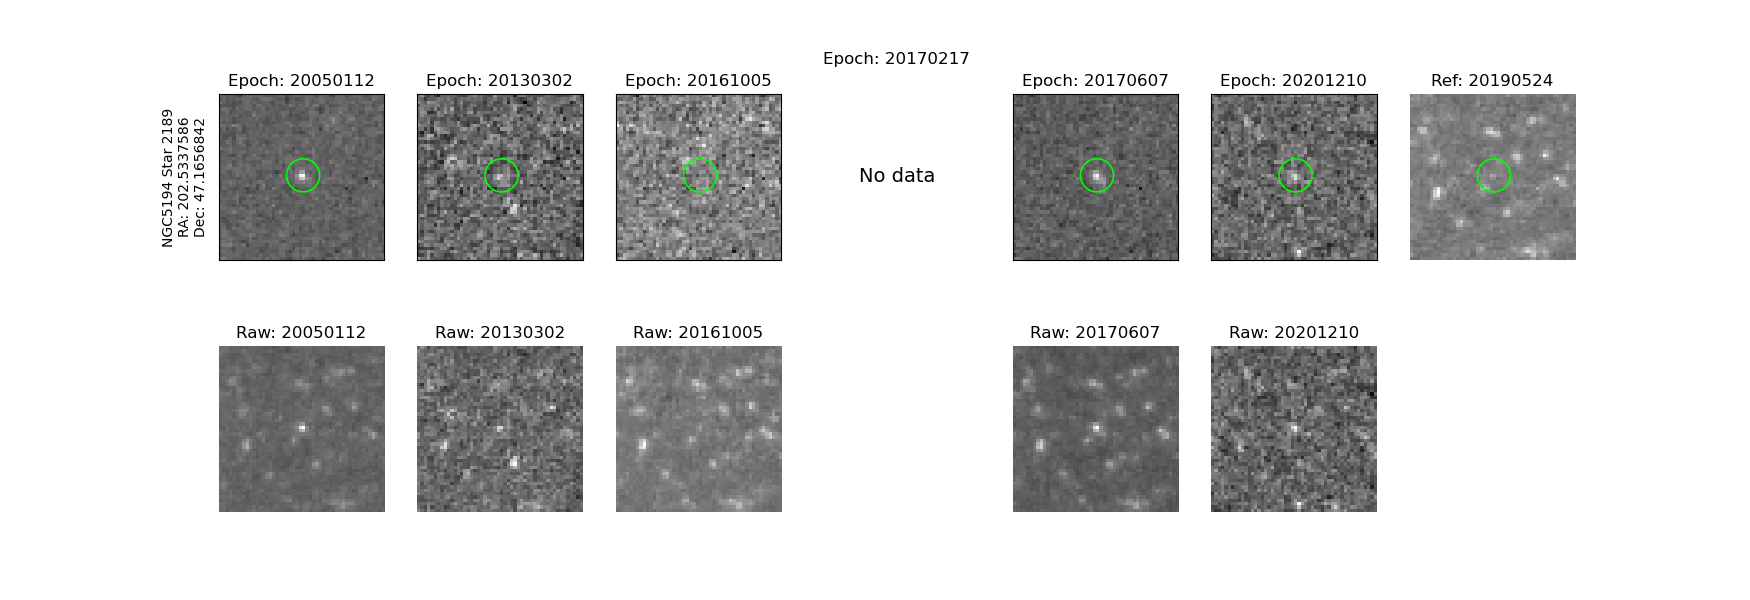 Epoch: 20170217
Epoch: 20050112
Epoch: 20130302
Epoch: 20161005
Epoch: 20170607
Epoch: 20201210
Ref: 20190524
NGC5194 Star 2189
RA: 202.5337586
Dec: 47.1656842
No data
Raw: 20050112
Raw: 20130302
Raw: 20161005
Raw: 20170607
Raw: 20201210